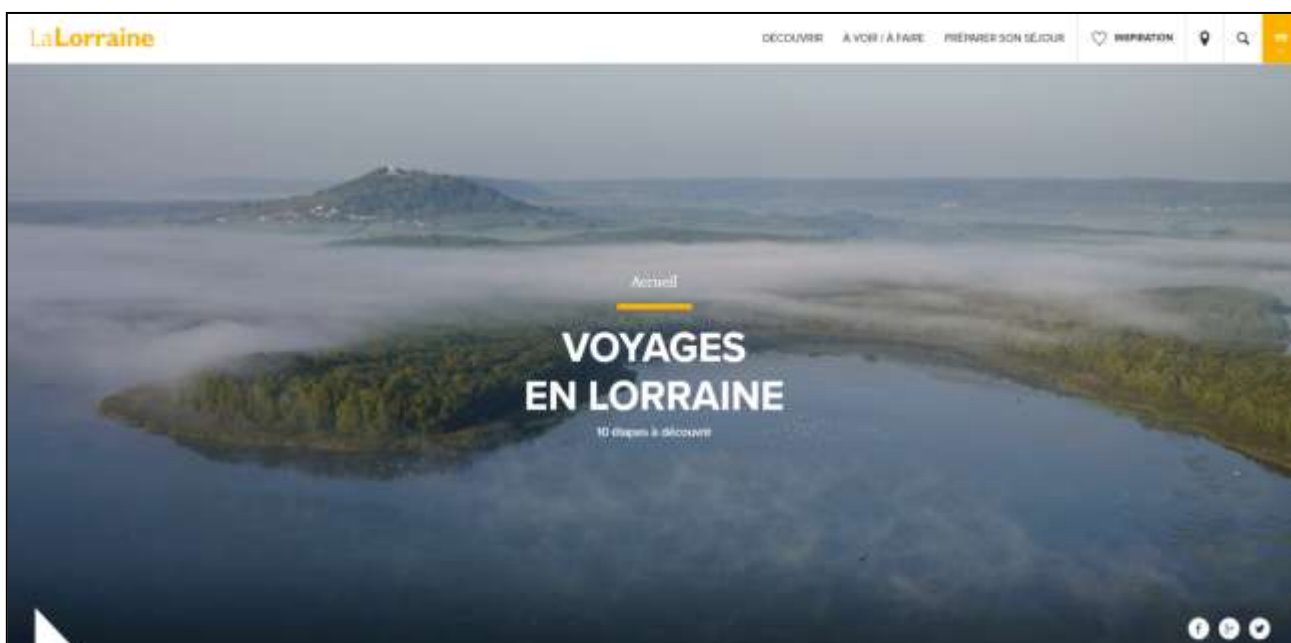 LaLorraine
DÉCOUVRIR À VOIR / À FAIRE PRÉPARER SON SÉJOUR INSPIRATION
Accueil
VOYAGES
EN LORRAINE
10 étapes à découvrir